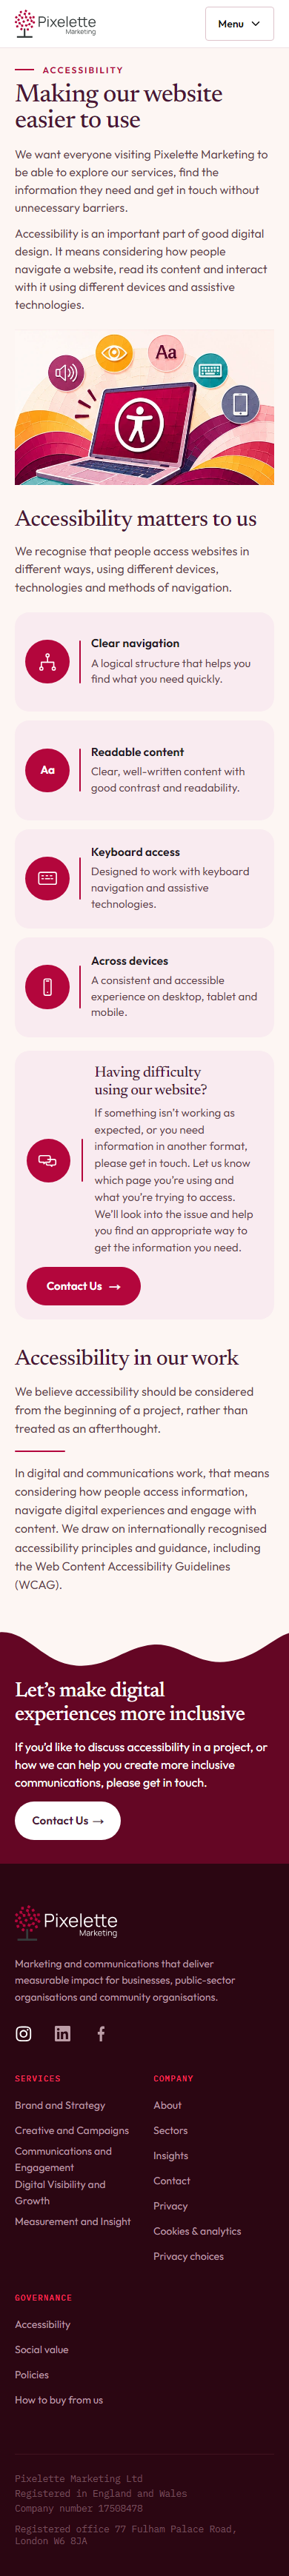 Pixelette
Marketing
Menu
ACCESSIBILITY
Making our website
easier to use
We want everyone visiting Pixelette Marketing to
be able to explore our services, find the
information they need and get in touch without
unnecessary barriers.
Accessibility is an important part of good digital
design. It means considering how people
navigate a website, read its content and interact
with it using different devices and assistive
technologies.
Aa
Accessibility matters to us
We recognise that people access websites in
different ways, using different devices,
technologies and methods of navigation.
Clear navigation
A logical structure that helps you
find what you need quickly.
Aa
Readable content
Clear, well-written content with
good contrast and readability.
Keyboard access
Designed to work with keyboard
navigation and assistive
technologies.
Across devices
A consistent and accessible
experience on desktop, tablet and
mobile.
Having difficulty
using our website?
If something isn't working as
expected, or you need
information in another format,
please get in touch. Let us know
which page you're using and
what you're trying to access.
We'll look into the issue and help
you find an appropriate way to
get the information you need.
Contact Us →
Accessibility in our work
We believe accessibility should be considered
from the beginning of a project, rather than
treated as an afterthought.
In digital and communications work, that means
considering how people access information,
navigate digital experiences and engage with
content. We draw on internationally recognised
accessibility principles and guidance, including
the Web Content Accessibility Guidelines
(WCAG).
Let's make digital
experiences more inclusive
If you'd like to discuss accessibility in a project, or
how we can help you create more inclusive
communications, please get in touch.
Contact Us →
Pixelette
Marketing
Marketing and communications that deliver
measurable impact for businesses, public-sector
organisations and community organisations.
SERVICES
Brand and Strategy
Creative and Campaigns
Communications and
Engagement
Digital Visibility and
Growth
Measurement and Insight
COMPANY
About
Sectors
Insights
Contact
Privacy
Cookies & analytics
Privacy choices
GOVERNANCE
Accessibility
Social value
Policies
How to buy from us
Pixelette Marketing Ltd
Registered in England and Wales
Company number 17508478
Registered office 77 Fulham Palace Road,
London W6 8JA